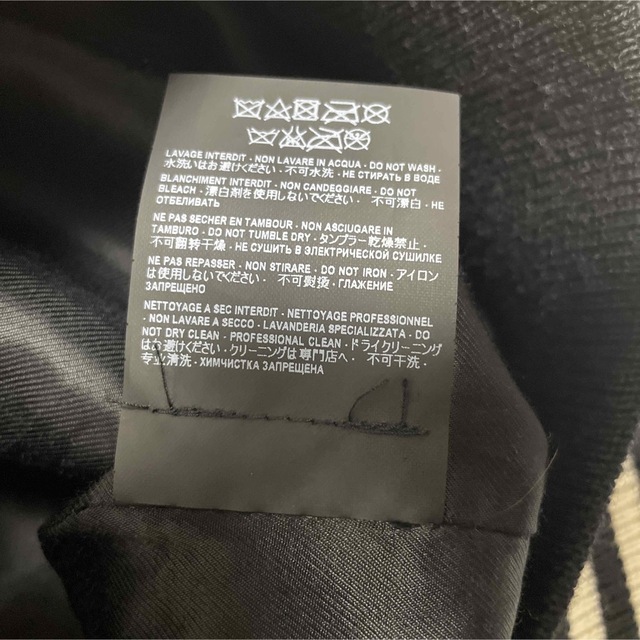 LAVAGE INTERDIT - NON LAVARE IN ACQUA - DO NOT WASH -
水洗いはお避けください - 不可水洗 - НЕ СТИРАТЬ В ВОДЕ
BLANCHIMENT INTERDIT - NON CANDEGGIARE - DO NOT
BLEACH - 漂白剤を使用しないでください - 不可漂白 - НЕ
ОТБЕЛИВАТЬ
NE PAS SECHER EN TAMBOUR - NON ASCIUGARE IN
TAMBURO - DO NOT TUMBLE DRY - タンブラー乾燥禁止 -
不可翻转干燥 - НЕ СУШИТЬ В ЭЛЕКТРИЧЕСКОЙ СУШИЛКЕ
NE PAS REPASSER - NON STIRARE - DO NOT IRON - アイロン
は使用しないでください - 不可熨烫 - ГЛАЖЕНИЕ
ЗАПРЕЩЕНО
NETTOYAGE A SEC INTERDIT - NETTOYAGE PROFESSIONNEL
- NON LAVARE A SECCO - LAVANDERIA SPECIALIZZATA - DO
NOT DRY CLEAN - PROFESSIONAL CLEAN - ドライクリーニング
はお避けください - クリーニングは専門店へ - 不可干洗 -
专业清洗 - ХИМЧИСТКА ЗАПРЕЩЕНА